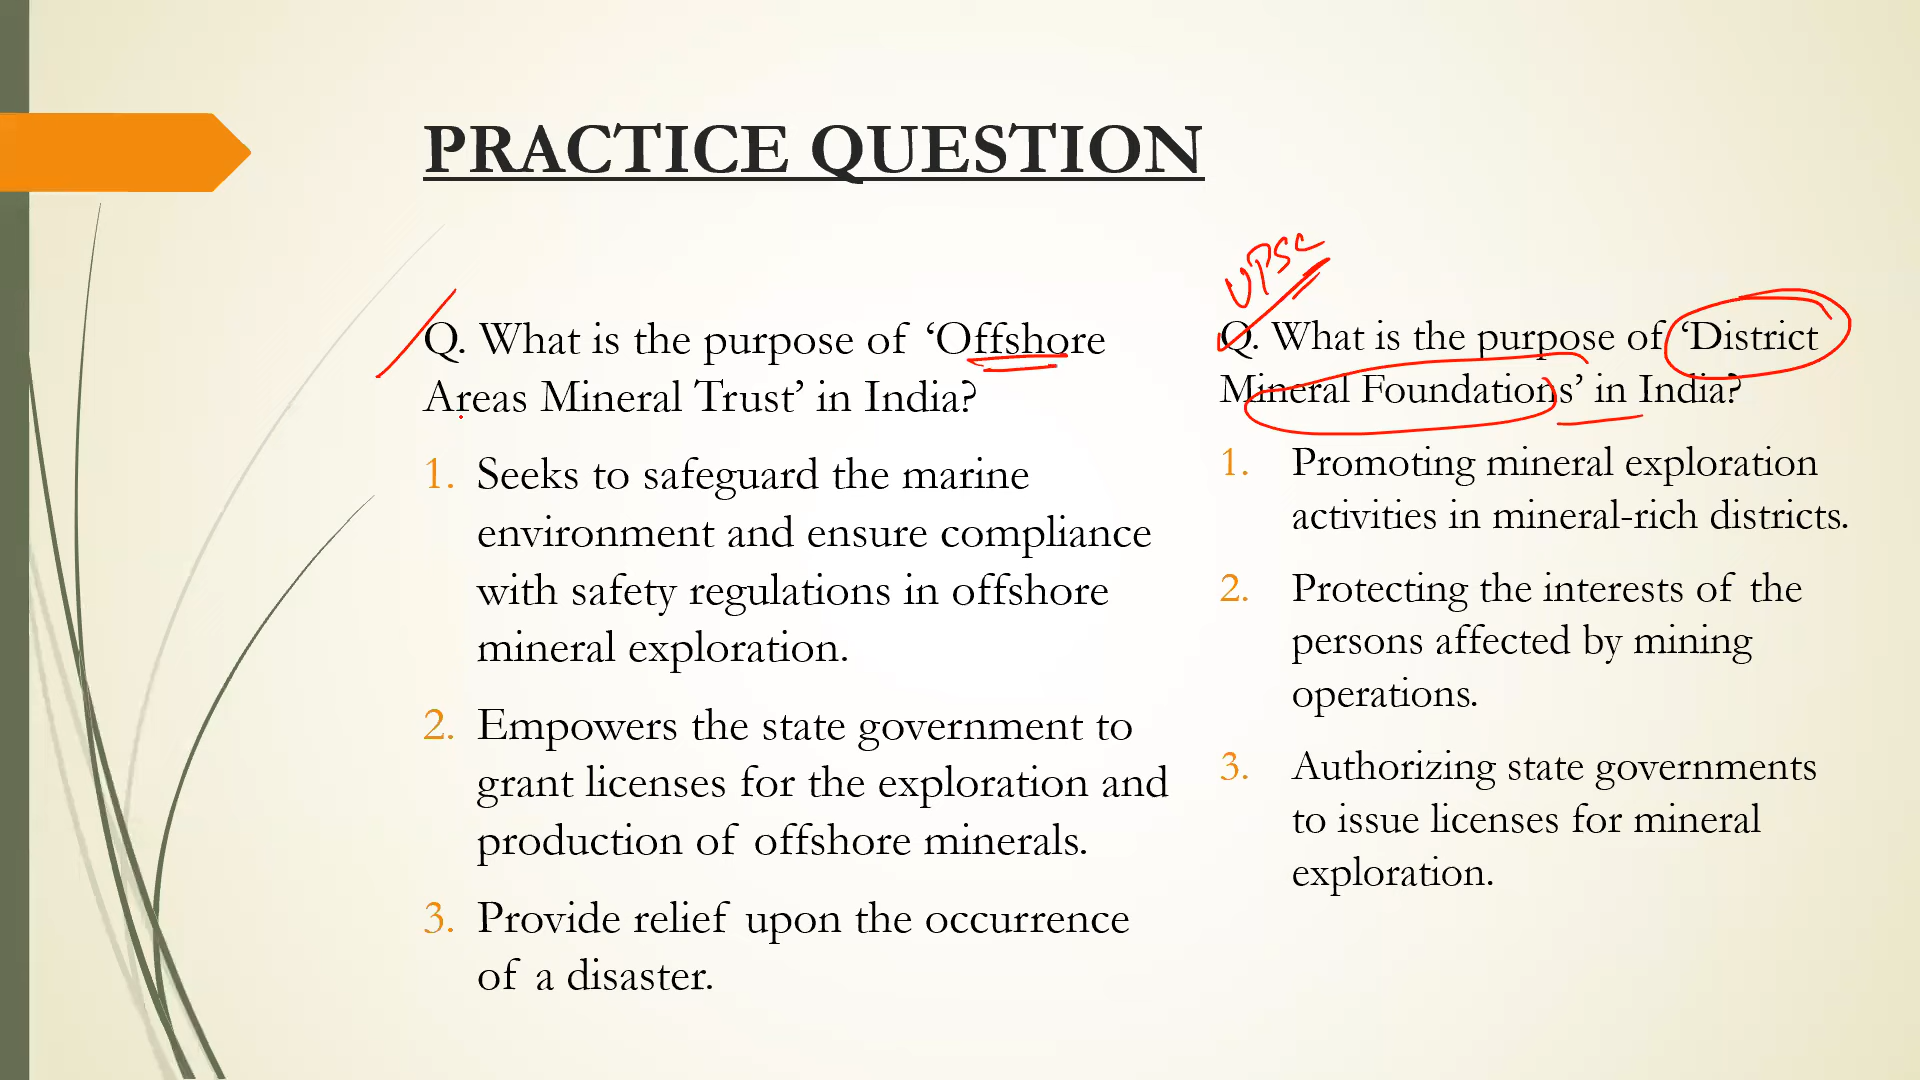 PRACTICE QUESTION
Q. What is the purpose of ‘Offshore
Areas Mineral Trust’ in India?
1. Seeks to safeguard the marine
environment and ensure compliance
with safety regulations in offshore
mineral exploration.
2. Empowers the state government to
grant licenses for the exploration and
production of offshore minerals.
3. Provide relief upon the occurrence
of a disaster.
UPSC
Q. What is the purpose of ‘District
Mineral Foundations’ in India?
1. Promoting mineral exploration
activities in mineral-rich districts.
2. Protecting the interests of the
persons affected by mining
operations.
3. Authorizing state governments
to issue licenses for mineral
exploration.